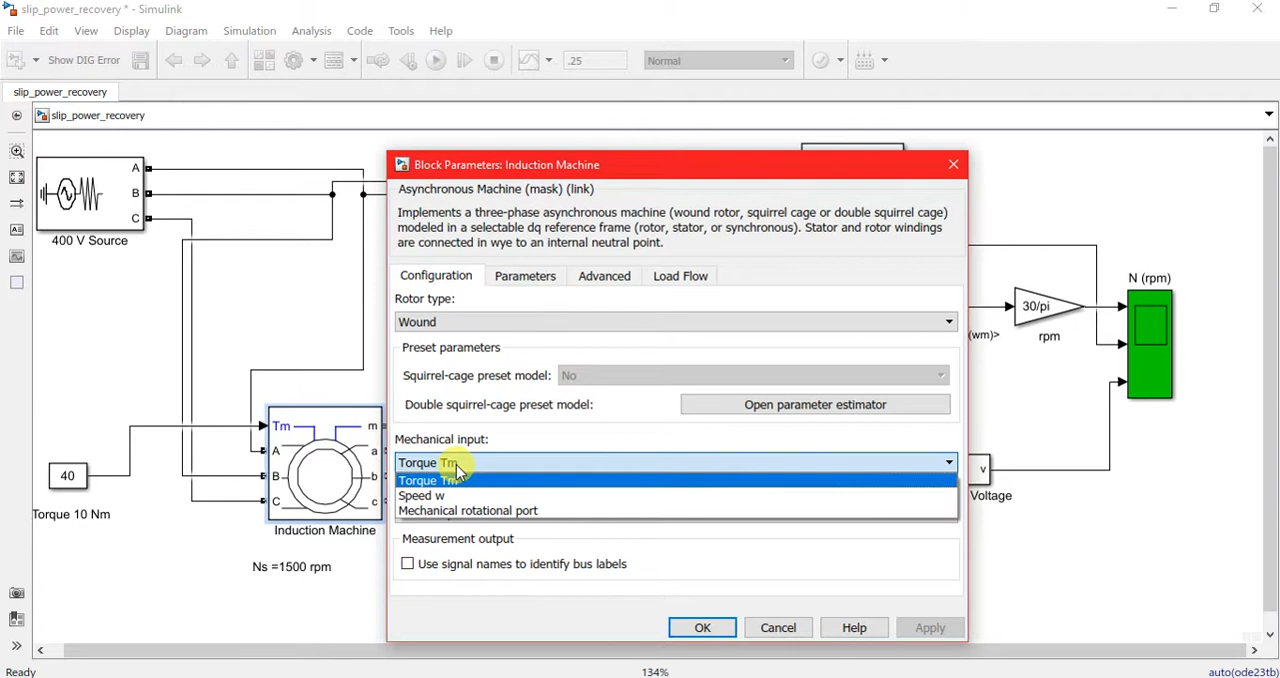 slip_power_recovery * - Simulink
File Edit View Display Diagram Simulation Analysis Code Tools Help
Show DIG Error .25 Normal
slip_power_recovery
slip_power_recovery
A
B
C
400 V Source
40
Torque 10 Nm
Tm m
A a
B b
C c
Induction Machine
Ns =1500 rpm
Block Parameters: Induction Machine
Asynchronous Machine (mask) (link)
Implements a three-phase asynchronous machine (wound rotor, squirrel cage or double squirrel cage)
modeled in a selectable dq reference frame (rotor, stator, or synchronous). Stator and rotor windings
are connected in wye to an internal neutral point.
Configuration Parameters Advanced Load Flow
Rotor type:
Wound
Preset parameters
Squirrel-cage preset model: No
Double squirrel-cage preset model: Open parameter estimator
Mechanical input:
Torque Tm
Torque Tm
Speed w
Mechanical rotational port
Measurement output
Use signal names to identify bus labels
OK Cancel Help Apply
(wm)>
30/pi
rpm
N (rpm)
v
Voltage
Ready 134% auto(ode23tb)